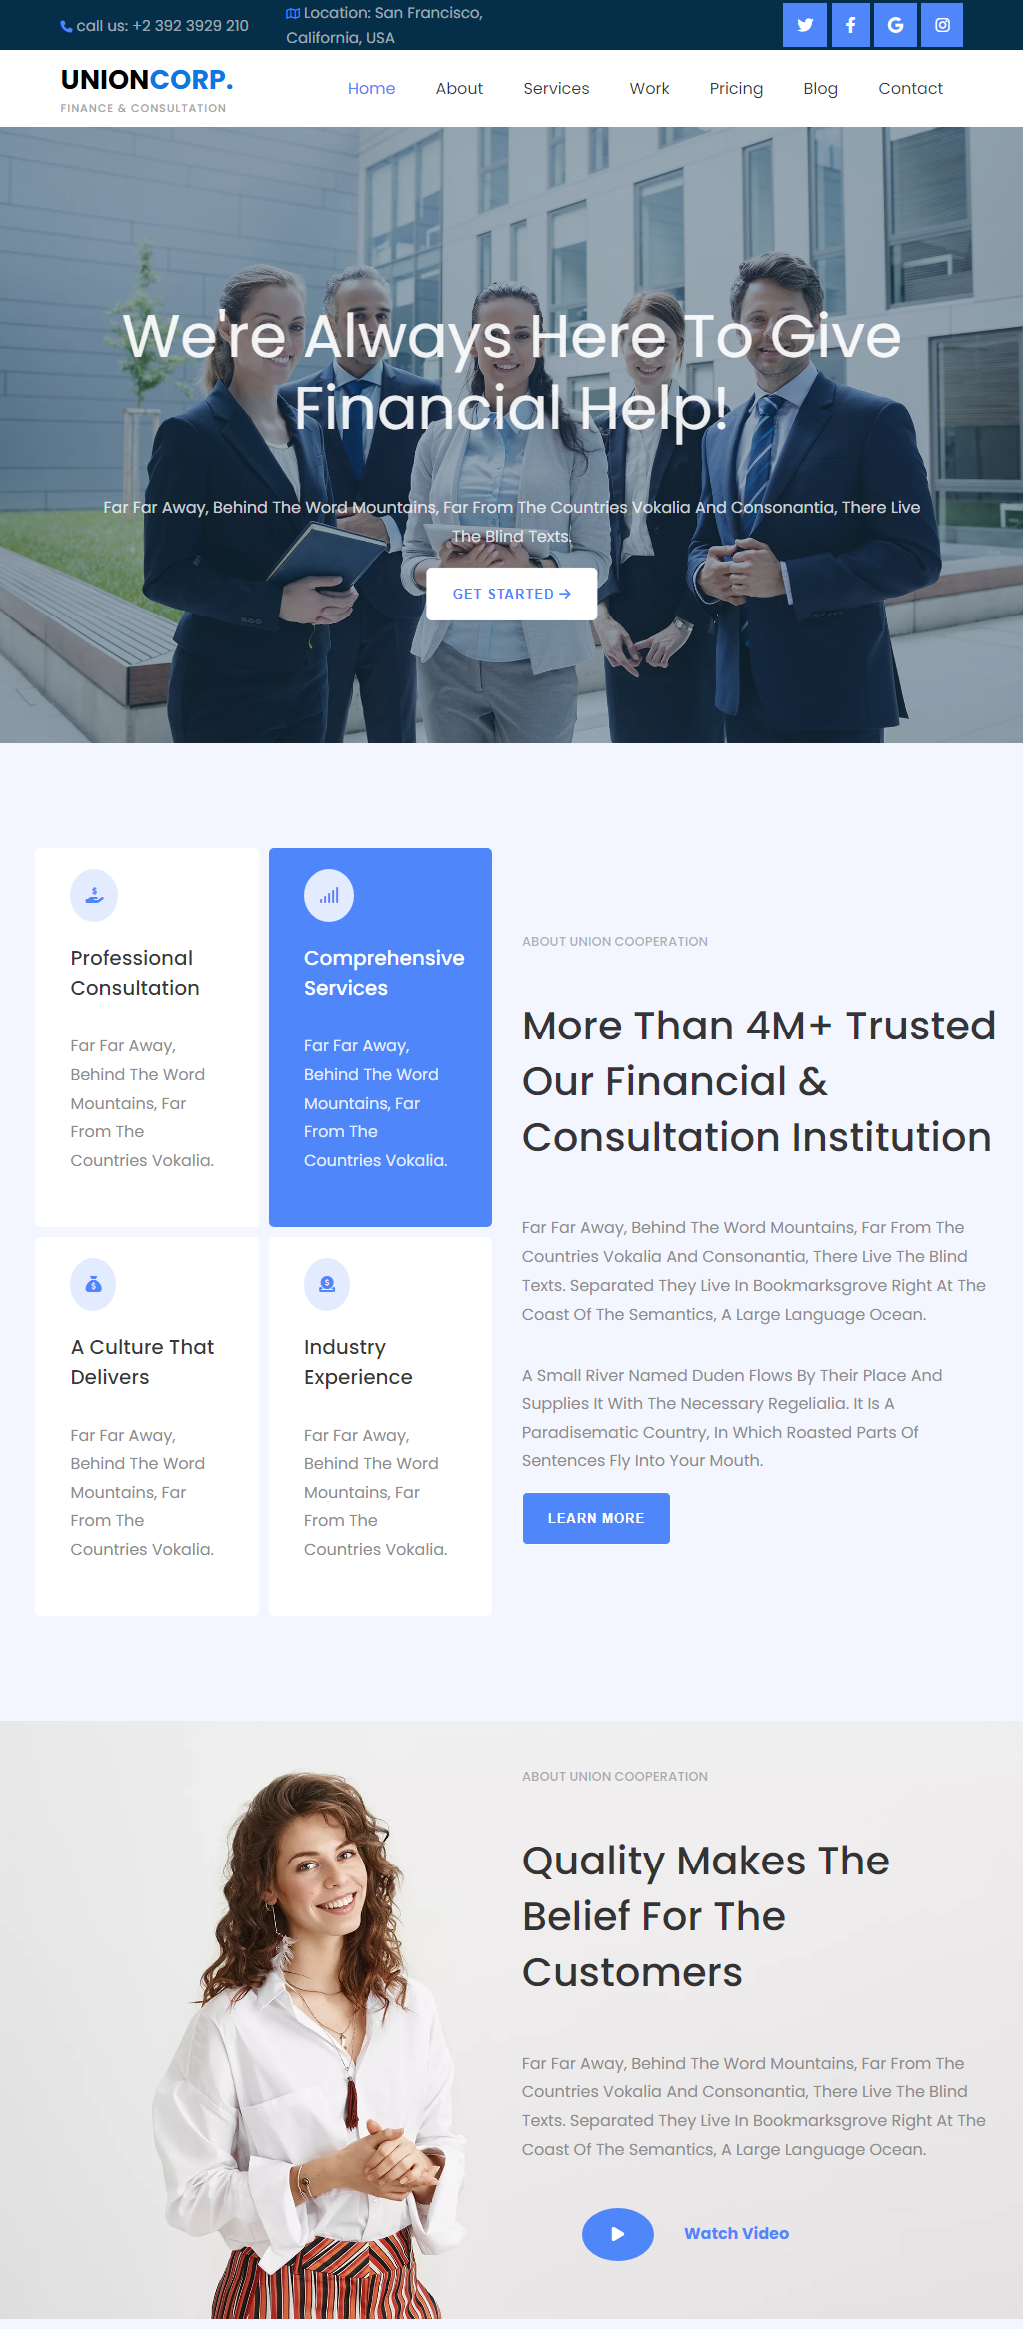 call us: +2 392 3929 210
Location: San Francisco,
California, USA
UNIONCORP.
FINANCE & CONSULTATION
Home About Services Work Pricing Blog Contact
We're Always Here To Give
Financial Help!
Far Far Away, Behind The Word Mountains, Far From The Countries Vokalia And Consonantia, There Live
The Blind Texts.
GET STARTED →
Professional
Consultation
Far Far Away,
Behind The Word
Mountains, Far
From The
Countries Vokalia.
Comprehensive
Services
Far Far Away,
Behind The Word
Mountains, Far
From The
Countries Vokalia.
A Culture That
Delivers
Far Far Away,
Behind The Word
Mountains, Far
From The
Countries Vokalia.
Industry
Experience
Far Far Away,
Behind The Word
Mountains, Far
From The
Countries Vokalia.
ABOUT UNION COOPERATION
More Than 4M+ Trusted
Our Financial &
Consultation Institution
Far Far Away, Behind The Word Mountains, Far From The
Countries Vokalia And Consonantia, There Live The Blind
Texts. Separated They Live In Bookmarksgrove Right At The
Coast Of The Semantics, A Large Language Ocean.
A Small River Named Duden Flows By Their Place And
Supplies It With The Necessary Regelialia. It Is A
Paradisematic Country, In Which Roasted Parts Of
Sentences Fly Into Your Mouth.
LEARN MORE
ABOUT UNION COOPERATION
Quality Makes The
Belief For The
Customers
Far Far Away, Behind The Word Mountains, Far From The
Countries Vokalia And Consonantia, There Live The Blind
Texts. Separated They Live In Bookmarksgrove Right At The
Coast Of The Semantics, A Large Language Ocean.
Watch Video